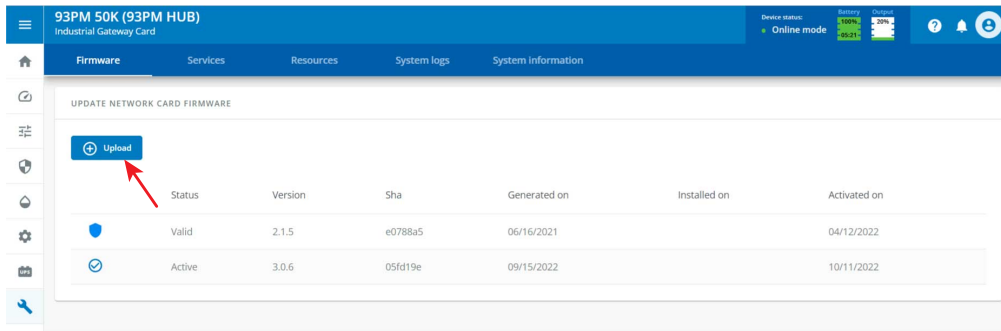 93PM 50K (93PM HUB)
Industrial Gateway Card
Device status:
Online mode
Battery
100%
05:21
Output
20%
Firmware Services Resources System logs System information
UPDATE NETWORK CARD FIRMWARE
Upload
Status Version Sha Generated on Installed on Activated on
Valid 2.1.5 e0788a5 06/16/2021 04/12/2022
Active 3.0.6 05fd19e 09/15/2022 10/11/2022
UPS